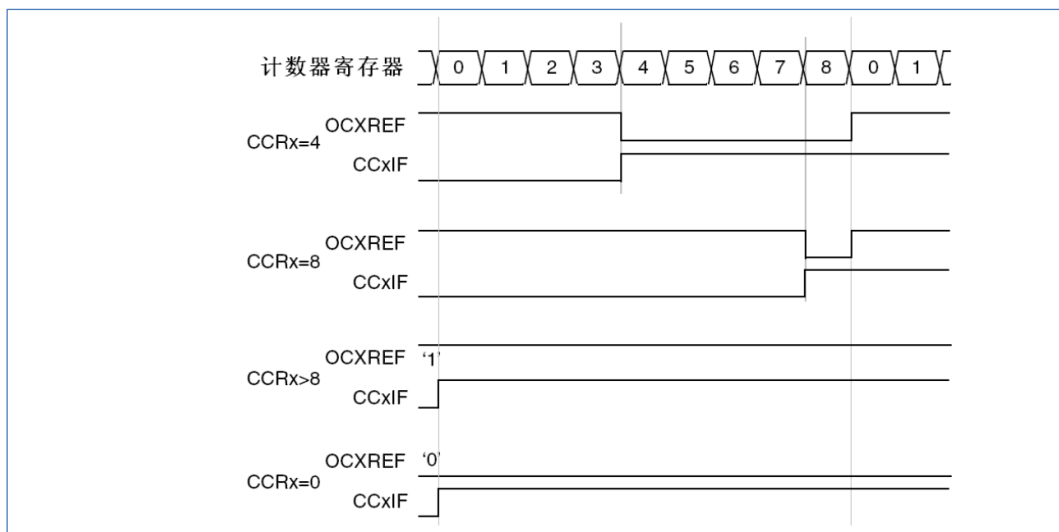 计数器寄存器 0 1 2 3 4 5 6 7 8 0 1
OCXREF
CCRx=4
CCxIF
OCXREF
CCRx=8
CCxIF
OCXREF ‘1’
CCRx>8
CCxIF
OCXREF ‘0’
CCRx=0
CCxIF